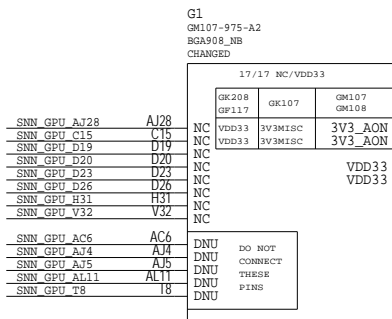 G1
GM107-975-A2
BGA908_NB
CHANGED
17/17 NC/VDD33
GK208 GK107 GM107
GF117 GM108
SNN_GPU_AJ28 AJ28 NC VDD33 3V3MISC 3V3_AON
SNN_GPU_C15 C15 NC VDD33 3V3MISC 3V3_AON
SNN_GPU_D19 D19 NC
SNN_GPU_D20 D20 NC VDD33
SNN_GPU_D23 D23 NC VDD33
SNN_GPU_D26 D26 NC
SNN_GPU_H31 H31 NC
SNN_GPU_V32 V32 NC
SNN_GPU_AC6 AC6 DNU DO NOT
SNN_GPU_AJ4 AJ4 DNU CONNECT
SNN_GPU_AJ5 AJ5 DNU THESE
SNN_GPU_AL11 AL11 DNU PINS
SNN_GPU_T8 T8 DNU